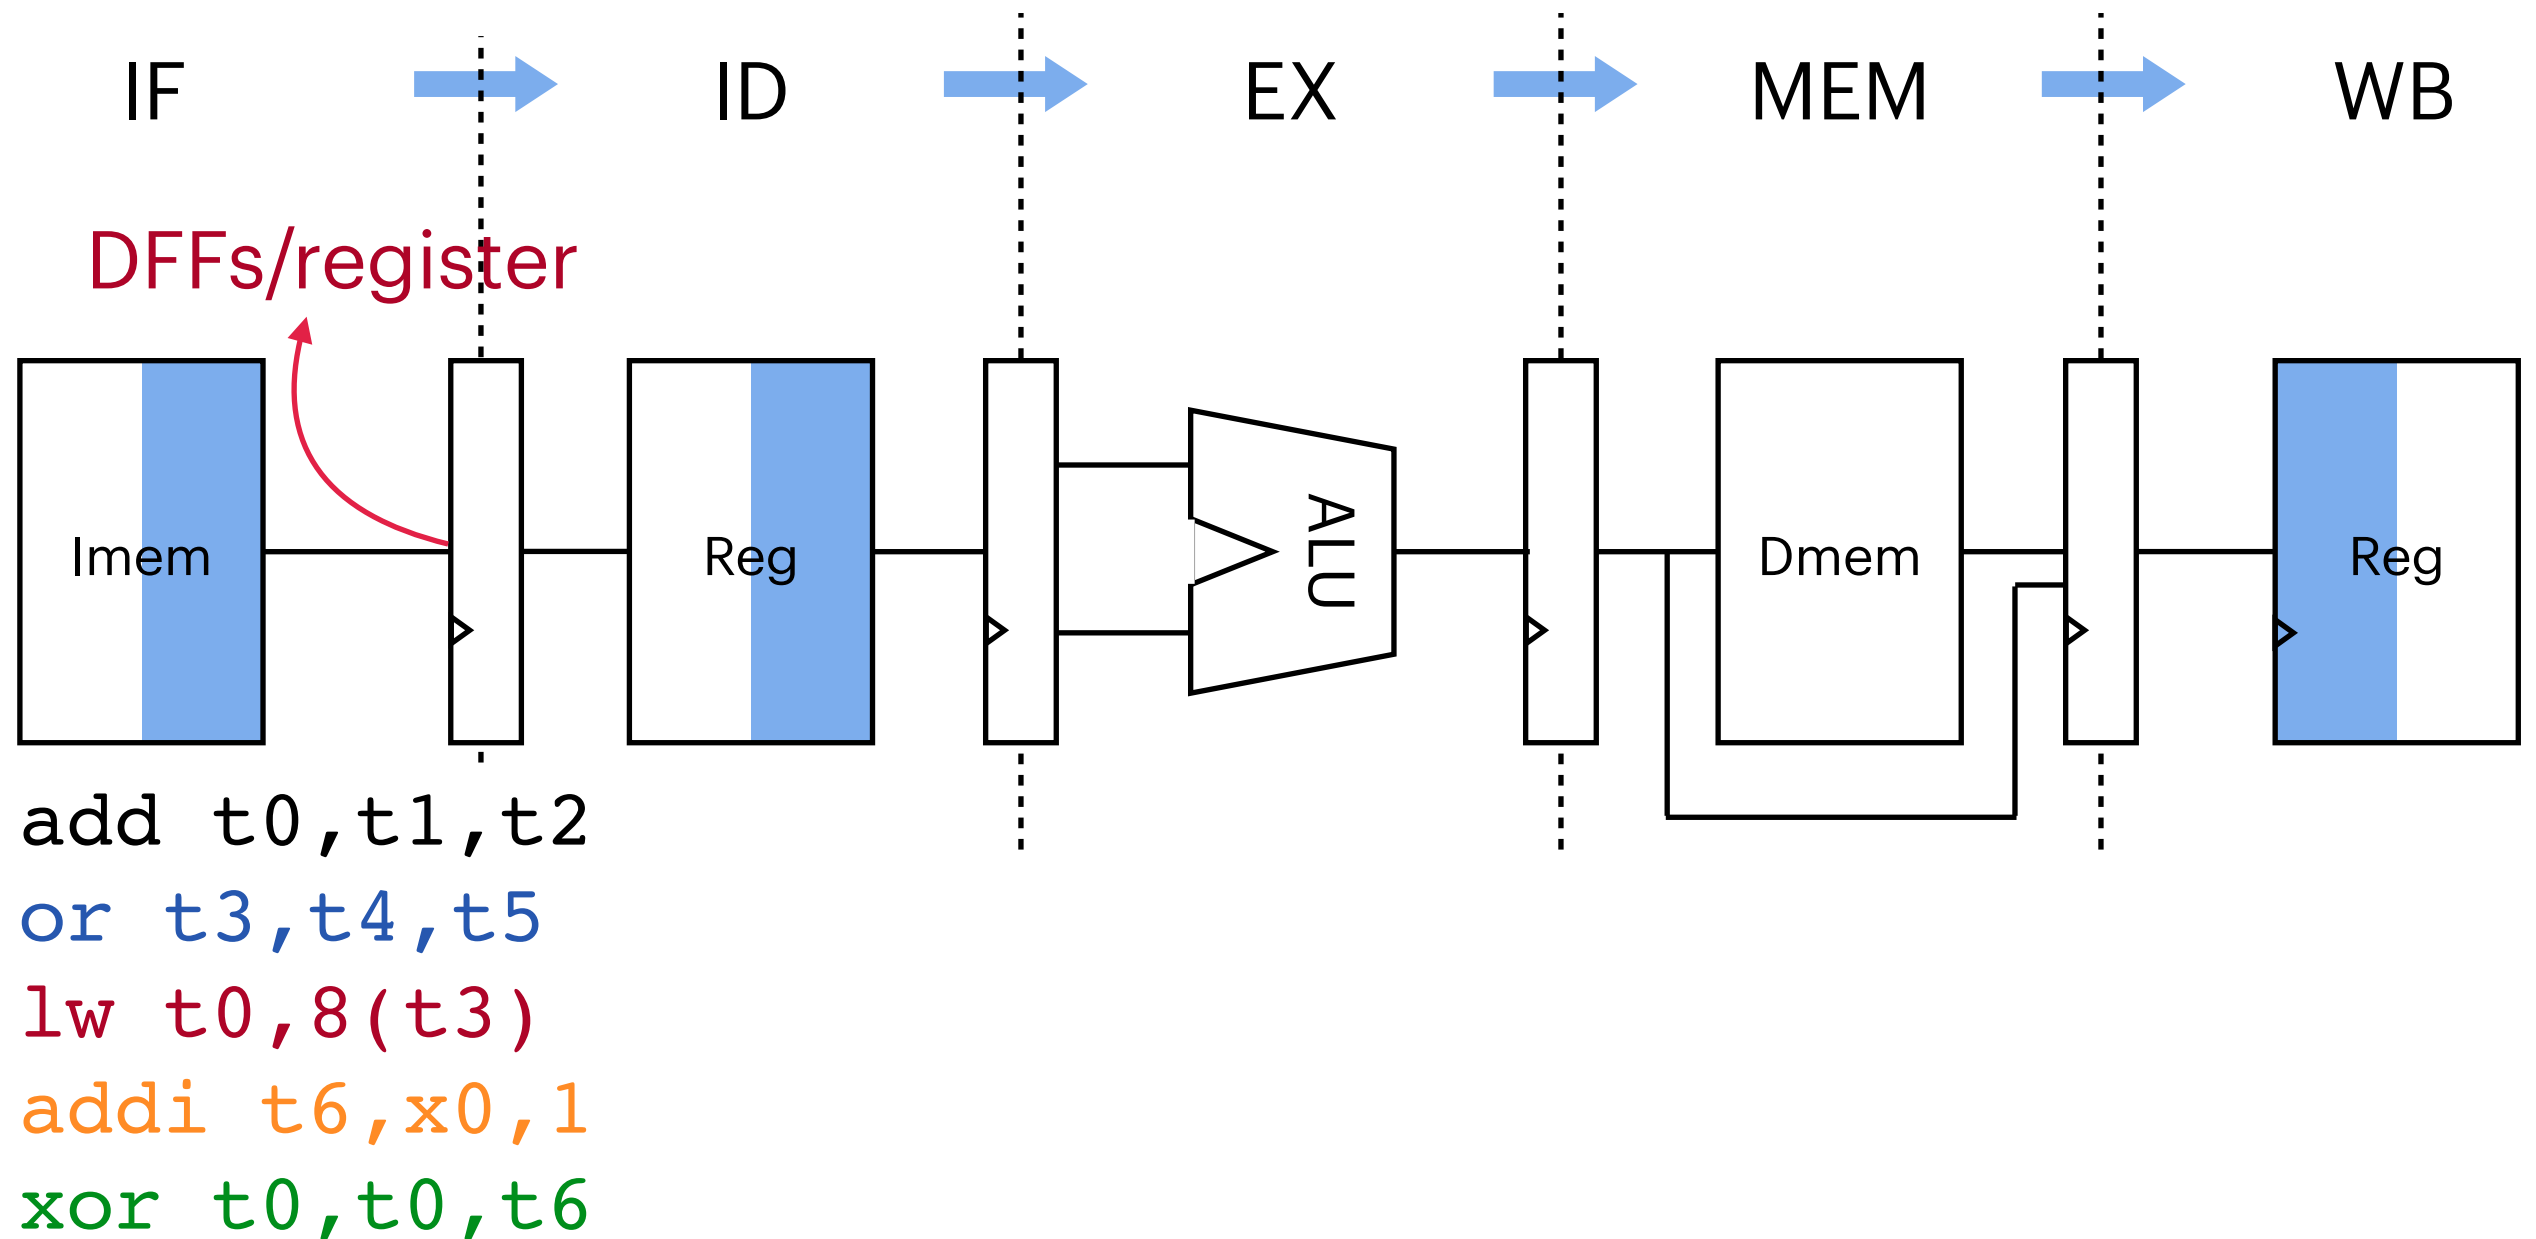 IF ID EX MEM WB
DFFs/register
Imem Reg ALU Dmem Reg
add t0,t1,t2
or t3,t4,t5
lw t0,8(t3)
addi t6,x0,1
xor t0,t0,t6